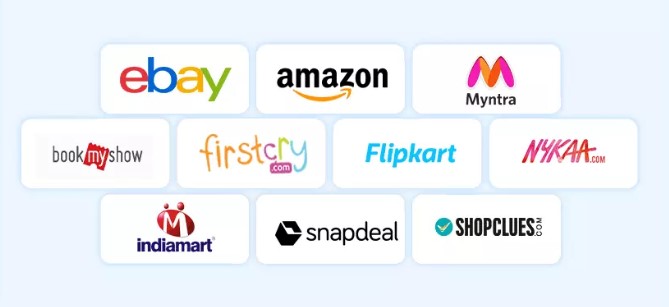 ebay
amazon
Myntra
bookmyshow
firstcry
.com
Flipkart
NYKAA.COM
indiamart
snapdeal
SHOPCLUES.COM